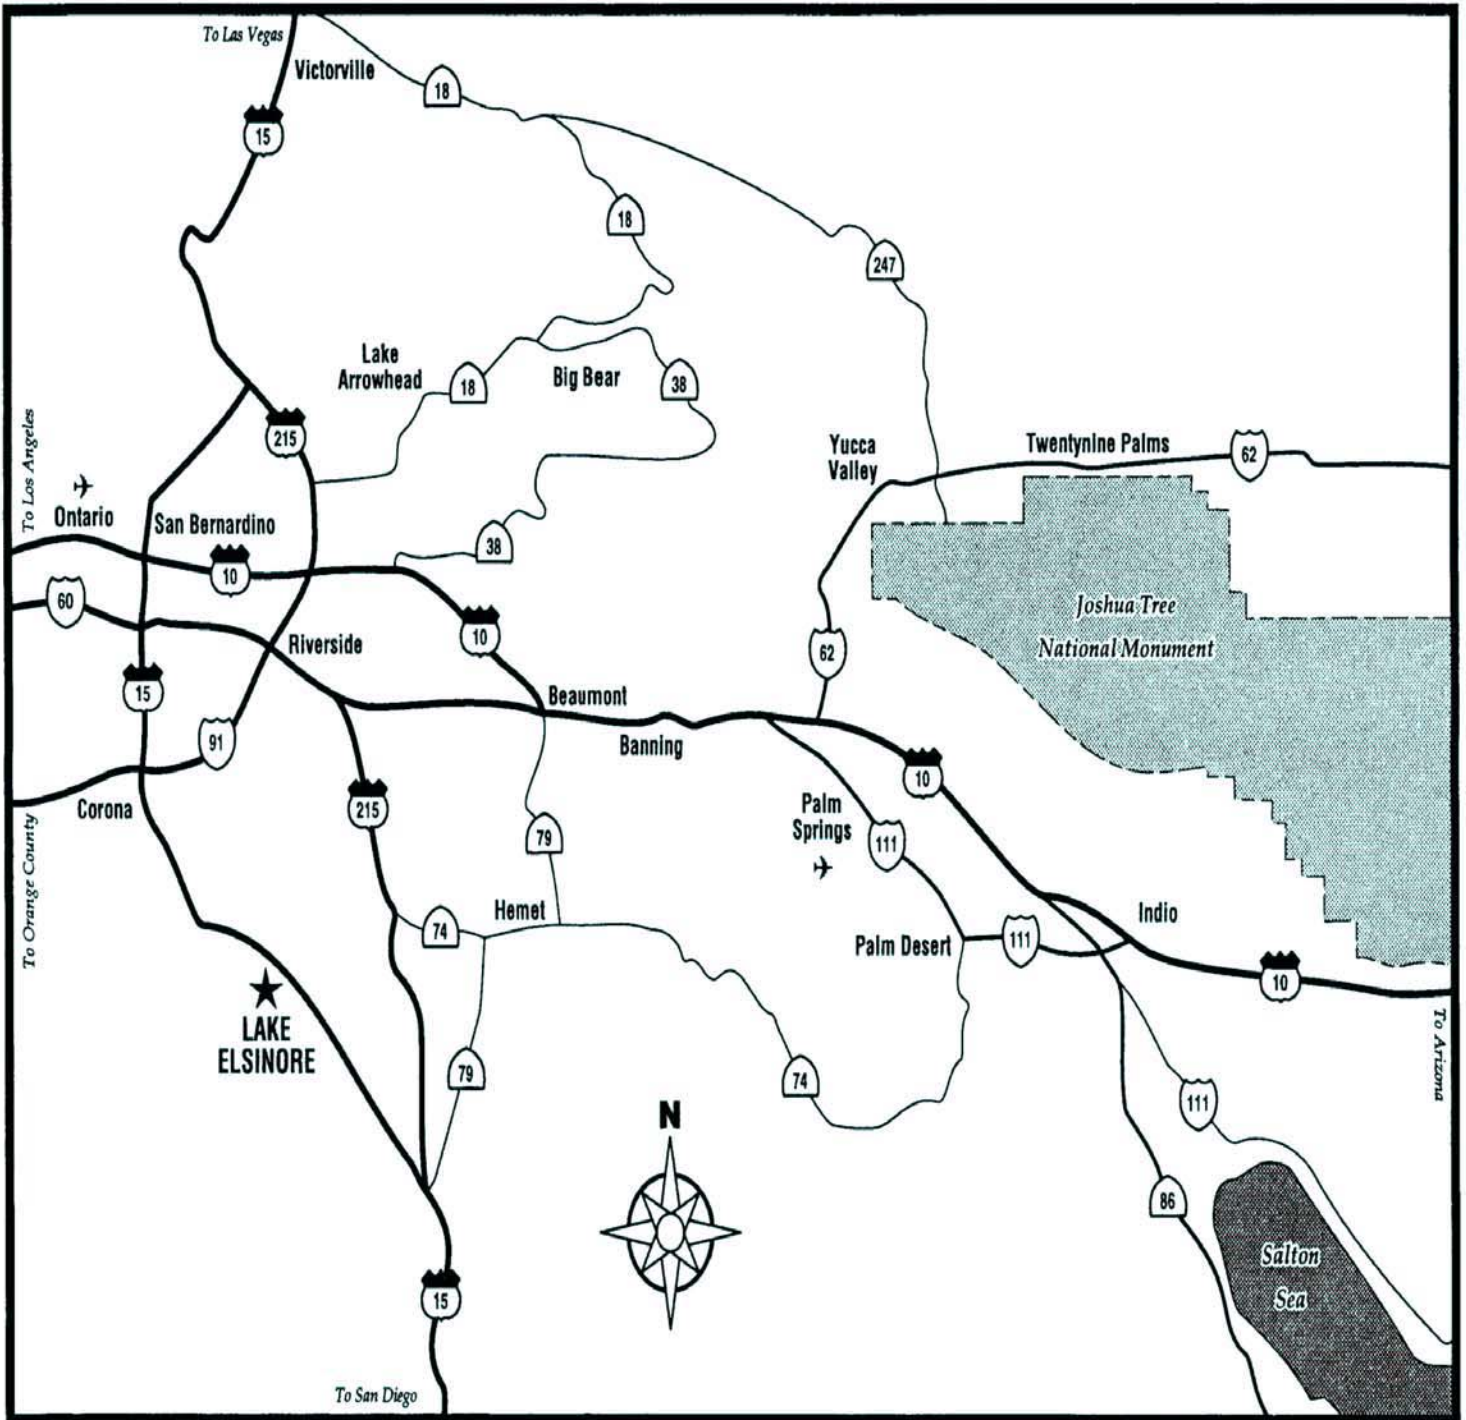 To Las Vegas
Victorville
18
15
18
247
Lake
Arrowhead
18
Big Bear
38
215
To Los Angeles
Yucca
Valley
Twentynine Palms
62
Ontario
San Bernardino
38
10
60
Joshua Tree
National Monument
10
Riverside
62
15
Beaumont
91
Banning
10
Corona
215
Palm
Springs
111
79
To Orange County
Hemet
74
Indio
Palm Desert
111
10
LAKE
ELSINORE
To Arizona
79
74
111
N
86
Salton
Sea
15
To San Diego